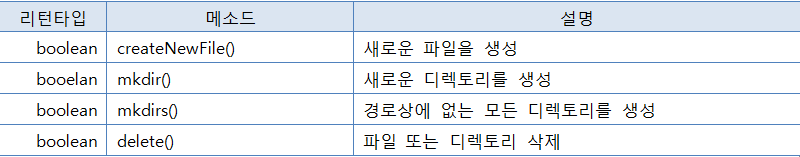 리턴타입 메소드 설명
boolean createNewFile() 새로운 파일을 생성
booelan mkdir() 새로운 디렉토리를 생성
boolean mkdirs() 경로상에 없는 모든 디렉토리를 생성
boolean delete() 파일 또는 디렉토리 삭제